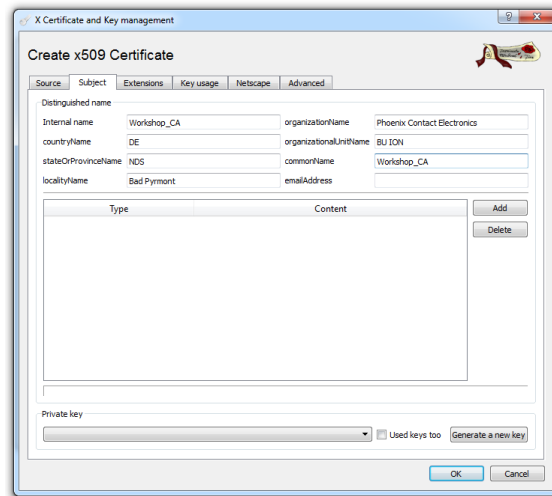 X Certificate and Key management
Create x509 Certificate
Source Subject Extensions Key usage Netscape Advanced
Distinguished name
Internal name Workshop_CA organizationName Phoenix Contact Electronics
countryName DE organizationalUnitName BU ION
stateOrProvinceName NDS commonName Workshop_CA
localityName Bad Pyrmont emailAddress
Type Content Add
Delete
Private key
Used keys too Generate a new key
OK Cancel